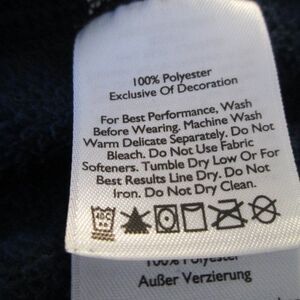 100% Polyester
Exclusive Of Decoration
For Best Performance, Wash
Before Wearing. Machine Wash
Warm Delicate Separately. Do Not
Bleach. Do Not Use Fabric
Softeners. Tumble Dry Low Or For
Best Results Line Dry. Do Not
Iron. Do Not Dry Clean.
100% Polyester
Außer Verzierung